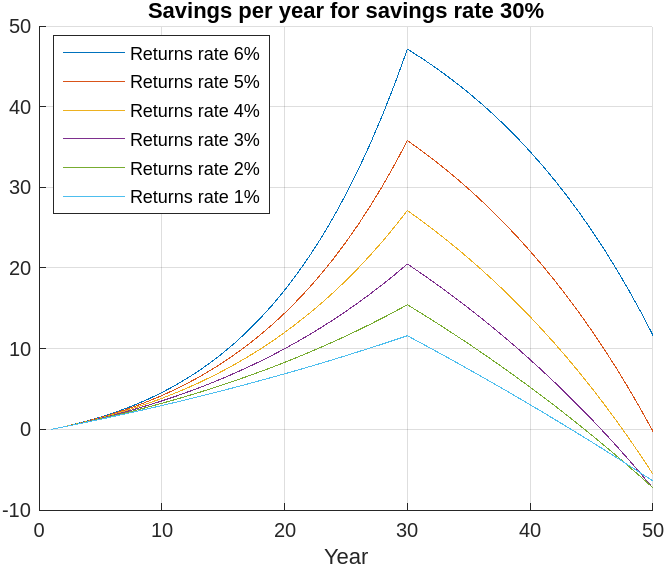 Savings per year for savings rate 30%
50
40
30
20
10
0
-10
Returns rate 6%
Returns rate 5%
Returns rate 4%
Returns rate 3%
Returns rate 2%
Returns rate 1%
0 10 20 30 40 50
Year